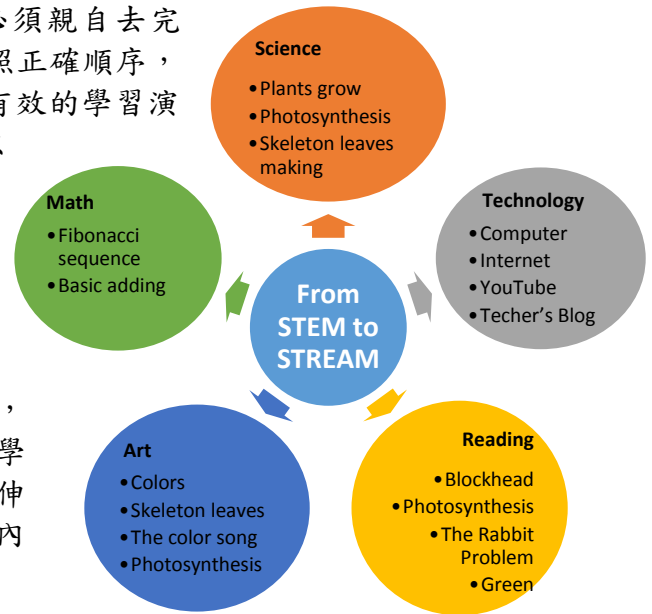 須親自去完
照正確順序，
有效的學習演
Science
•Plants grow
•Photosynthesis
•Skeleton leaves
making
Math
•Fibonacci
sequence
•Basic adding
Technology
•Computer
•Internet
•YouTube
•Techer's Blog
From
STEM to
STREAM
，
學
伸
內
Art
•Colors
•Skeleton leaves
•The color song
•Photosynthesis
Reading
•Blockhead
•Photosynthesis
•The Rabbit
Problem
•Green